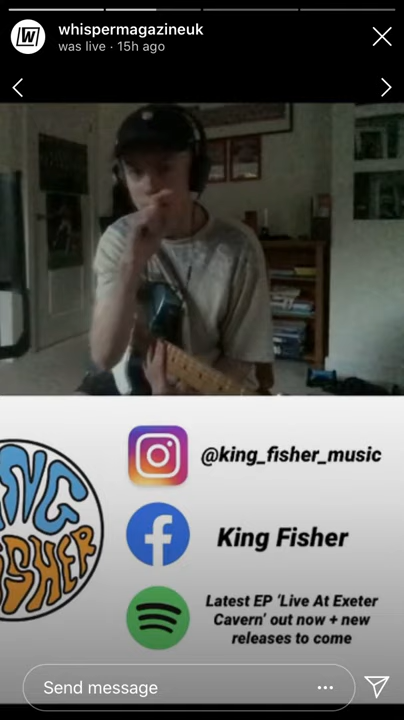 whispermagazineuk
was live · 15h ago
@king_fisher_music
King Fisher
Latest EP 'Live At Exeter
Cavern' out now + new
releases to come
Send message